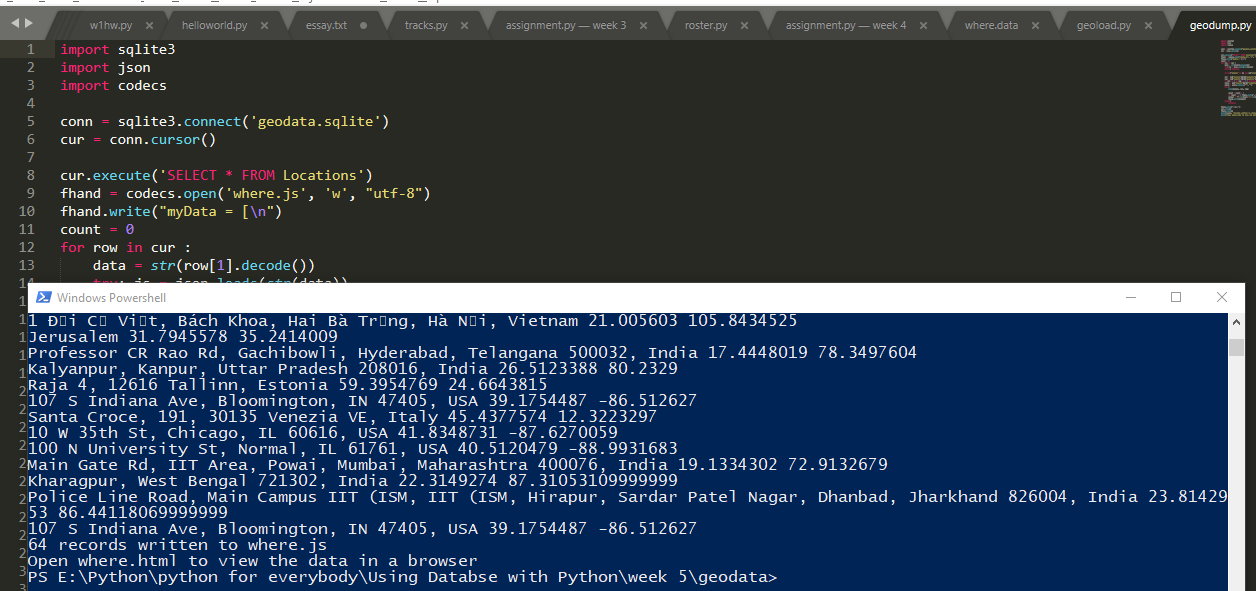 w1hw.py × helloworld.py × essay.txt ● tracks.py × assignment.py — week 3 × roster.py × assignment.py — week 4 × where.data × geoload.py × geodump.py
1 import sqlite3
2 import json
3 import codecs
4
5 conn = sqlite3.connect('geodata.sqlite')
6 cur = conn.cursor()
7
8 cur.execute('SELECT * FROM Locations')
9 fhand = codecs.open('where.js', 'w', "utf-8")
10 fhand.write("myData = [\n")
11 count = 0
12 for row in cur :
13 data = str(row[1].decode())
14 try: js = json.loads(str(data))
Windows Powershell
1 Đại Cồ Việt, Bách Khoa, Hai Bà Trưng, Hà Nội, Vietnam 21.005603 105.8434525
Jerusalem 31.7945578 35.2414009
Professor CR Rao Rd, Gachibowli, Hyderabad, Telangana 500032, India 17.4448019 78.3497604
Kalyanpur, Kanpur, Uttar Pradesh 208016, India 26.5123388 80.2329
Raja 4, 12616 Tallinn, Estonia 59.3954769 24.6643815
107 S Indiana Ave, Bloomington, IN 47405, USA 39.1754487 -86.512627
Santa Croce, 191, 30135 Venezia VE, Italy 45.4377574 12.3223297
10 W 35th St, Chicago, IL 60616, USA 41.8348731 -87.6270059
100 N University St, Normal, IL 61761, USA 40.5120479 -88.9931683
Main Gate Rd, IIT Area, Powai, Mumbai, Maharashtra 400076, India 19.1334302 72.9132679
Kharagpur, West Bengal 721302, India 22.3149274 87.31053109999999
Police Line Road, Main Campus IIT (ISM, IIT (ISM, Hirapur, Sardar Patel Nagar, Dhanbad, Jharkhand 826004, India 23.81429
53 86.44118069999999
107 S Indiana Ave, Bloomington, IN 47405, USA 39.1754487 -86.512627
64 records written to where.js
Open where.html to view the data in a browser
PS E:\Python\python for everybody\Using Databse with Python\week 5\geodata>